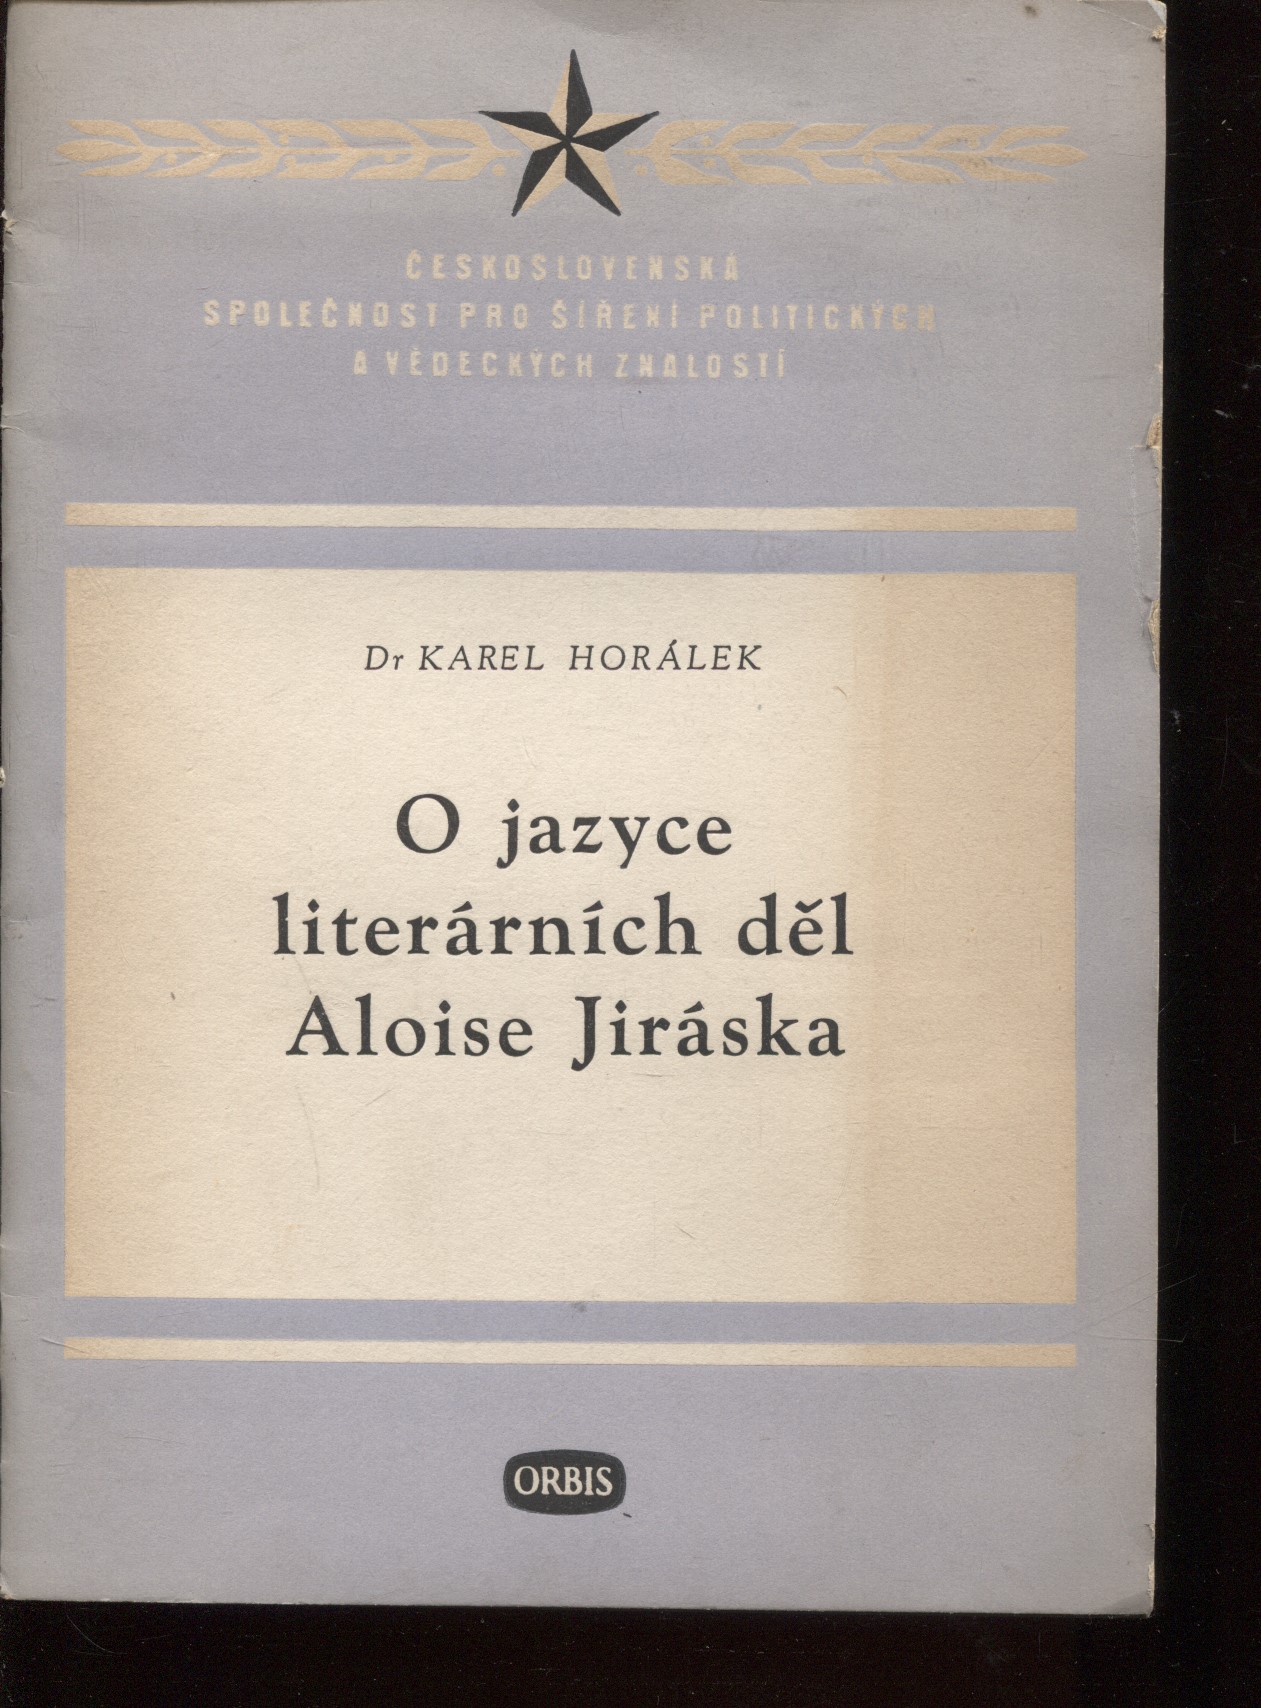 ČESKOSLOVENSKÁ
SPOLEČNOST PRO ŠÍŘENÍ POLITICKÝCH
A VĚDECKÝCH ZNALOSTÍ
Dr KAREL HORÁLEK
O jazyce
literárních děl
Aloise Jiráska
ORBIS